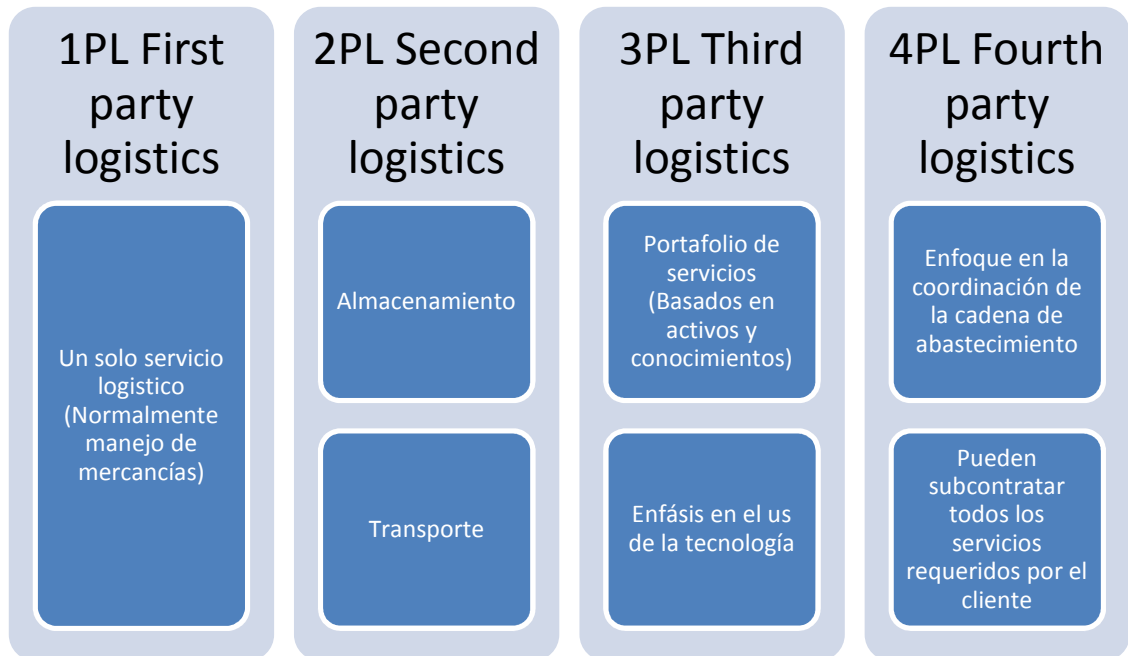 1PL First
party
logistics
Un solo servicio
logistico
(Normalmente
manejo de
mercancías)
2PL Second
party
logistics
Almacenamiento
Transporte
3PL Third
party
logistics
Portafolio de
servicios
(Basados en
activos y
conocimientos)
Enfásis en el us
de la tecnología
4PL Fourth
party
logistics
Enfoque en la
coordinación de
la cadena de
abastecimiento
Pueden
subcontratar
todos los
servicios
requeridos por el
cliente